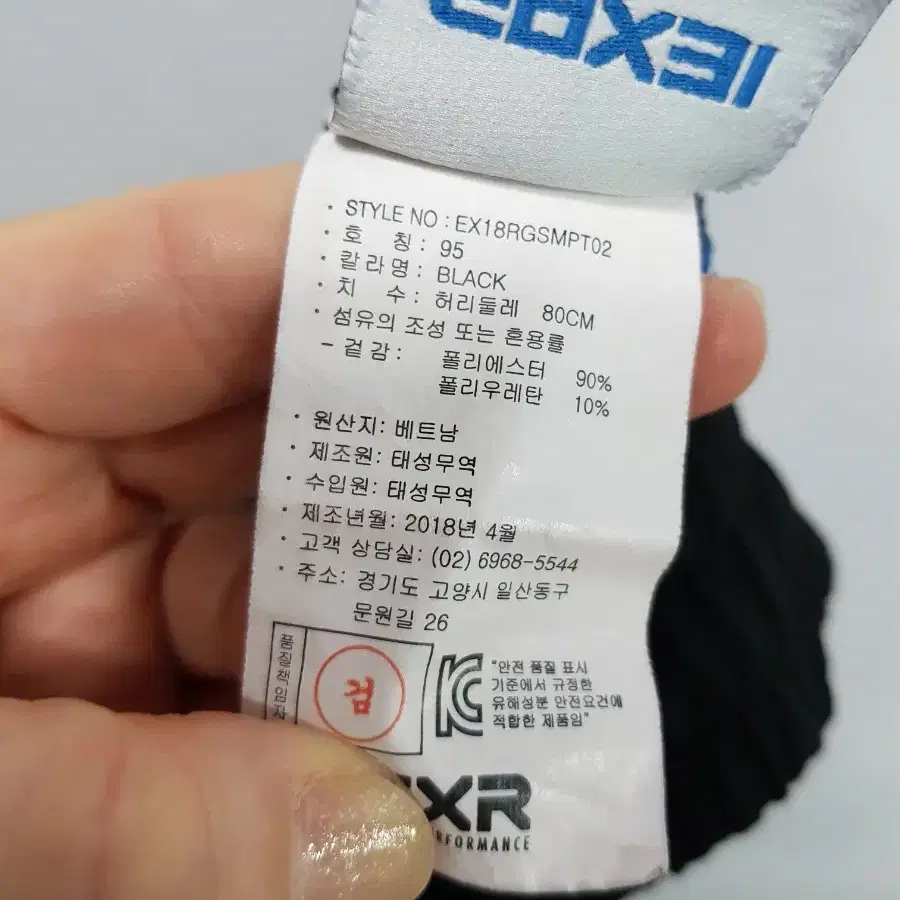 · STYLE NO : EX18RGSMPT02
· 호 칭 : 95
· 칼라명 : BLACK
· 치 수 : 허리둘레 80CM
· 섬유의 조성 또는 혼용률
- 겉감 : 폴리에스터 90%
폴리우레탄 10%
· 원산지: 베트남
· 제조원: 태성무역
· 수입원: 태성무역
· 제조년월: 2018년 4월
· 고객 상담실: (02) 6968-5544
· 주소: 경기도 고양시 일산동구
문원길 26
품질책임자
검
"안전 품질 표시
기준에서 규정한
유해성분 안전요건에
적합한 제품임"
XR
FORMANCE